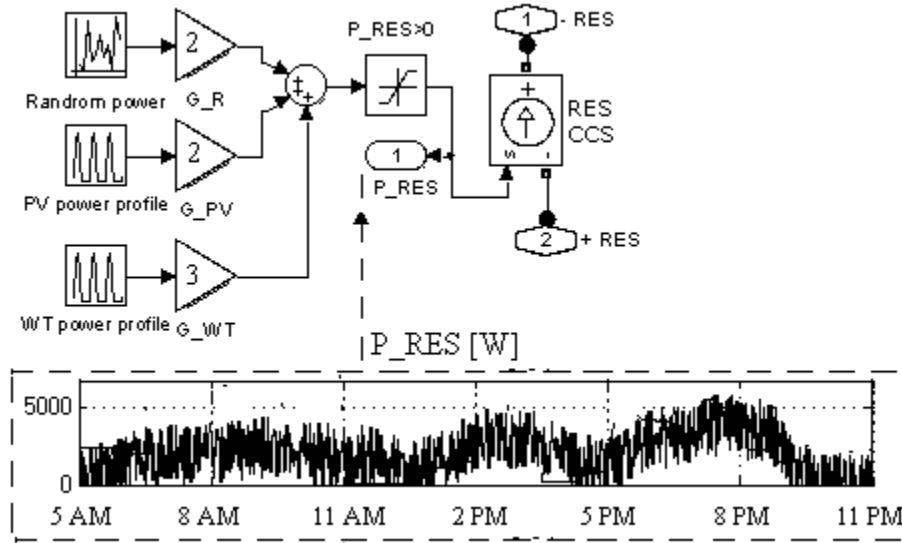 1 - RES
P_RES>0
2
Randrom power
G_R
+
+
+
+
RES
CCS
s
-
2
PV power profile
G_PV
1
P_RES
2 + RES
3
WT power profile
G_WT
P_RES [W]
5000
0
5 AM 8 AM 11 AM 2 PM 5 PM 8 PM 11 PM